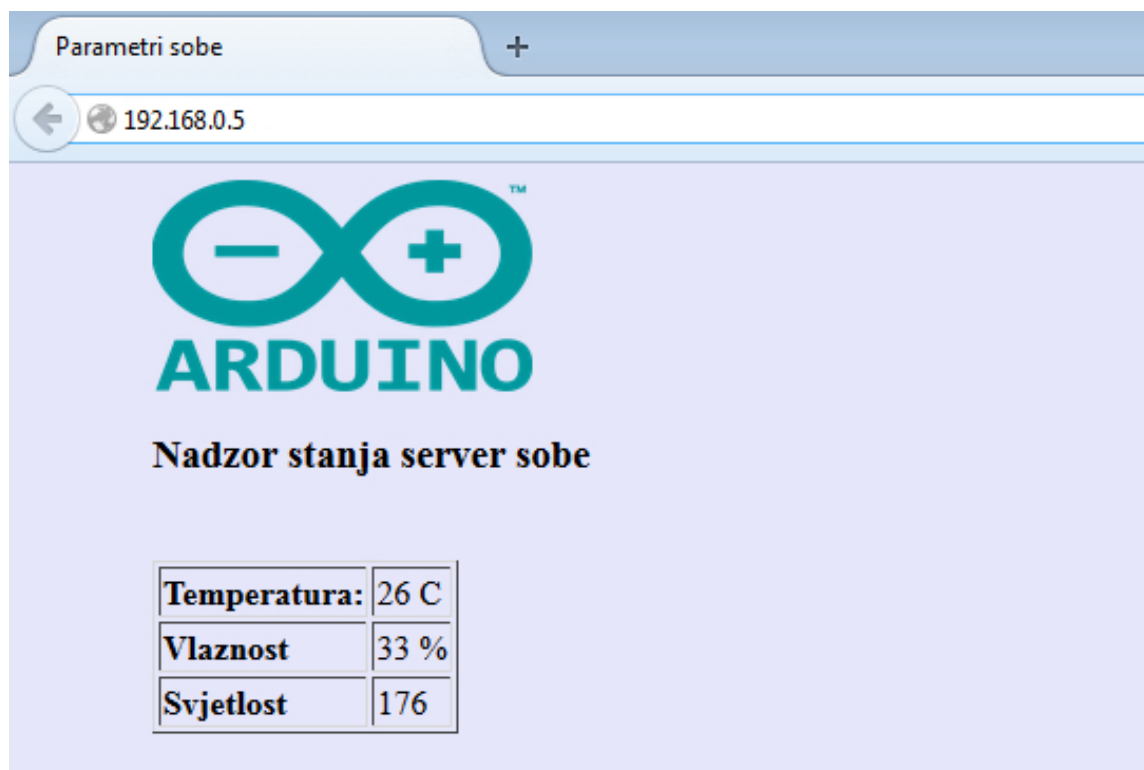 Parametri sobe
192.168.0.5
TM
ARDUINO
Nadzor stanja server sobe
Temperatura: 26 C
Vlaznost 33 %
Svjetlost 176